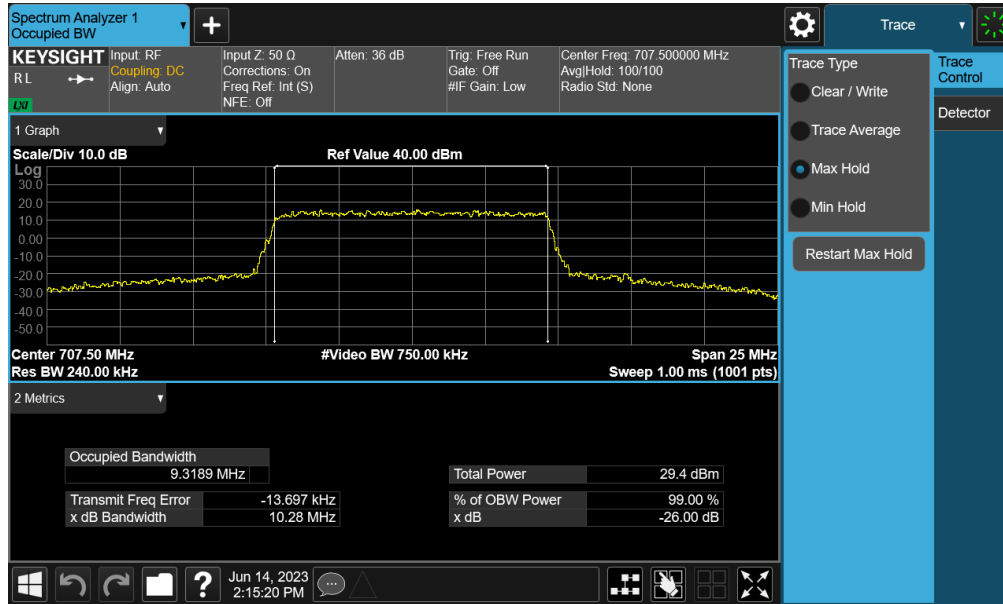 Spectrum Analyzer 1
Occupied BW
+
Trace
KEYSIGHT
R L
LXI
Input: RF
Coupling: DC
Align: Auto
Input Z: 50 Ω
Corrections: On
Freq Ref: Int (S)
NFE: Off
Atten: 36 dB
Trig: Free Run
Gate: Off
#IF Gain: Low
Center Freq: 707.500000 MHz
Avg|Hold: 100/100
Radio Std: None
Trace Type
Clear / Write
Trace Average
Max Hold
Min Hold
Restart Max Hold
Trace
Control
Detector
1 Graph
Scale/Div 10.0 dB
Ref Value 40.00 dBm
Log
30.0
20.0
10.0
0.00
-10.0
-20.0
-30.0
-40.0
-50.0
Center 707.50 MHz
#Video BW 750.00 kHz
Span 25 MHz
Res BW 240.00 kHz
Sweep 1.00 ms (1001 pts)
2 Metrics
Occupied Bandwidth
9.3189 MHz
Total Power 29.4 dBm
Transmit Freq Error -13.697 kHz
% of OBW Power 99.00 %
x dB Bandwidth 10.28 MHz
x dB -26.00 dB
?
Jun 14, 2023
2:15:20 PM